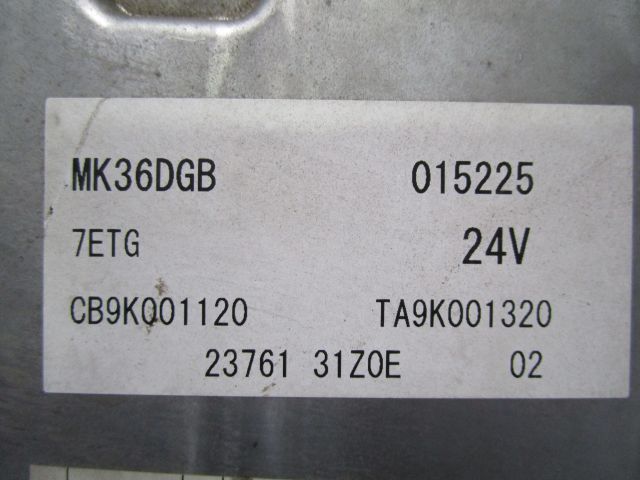 MK36DGB 015225
7ETG 24V
CB9K001120 TA9K001320
23761 31Z0E 02